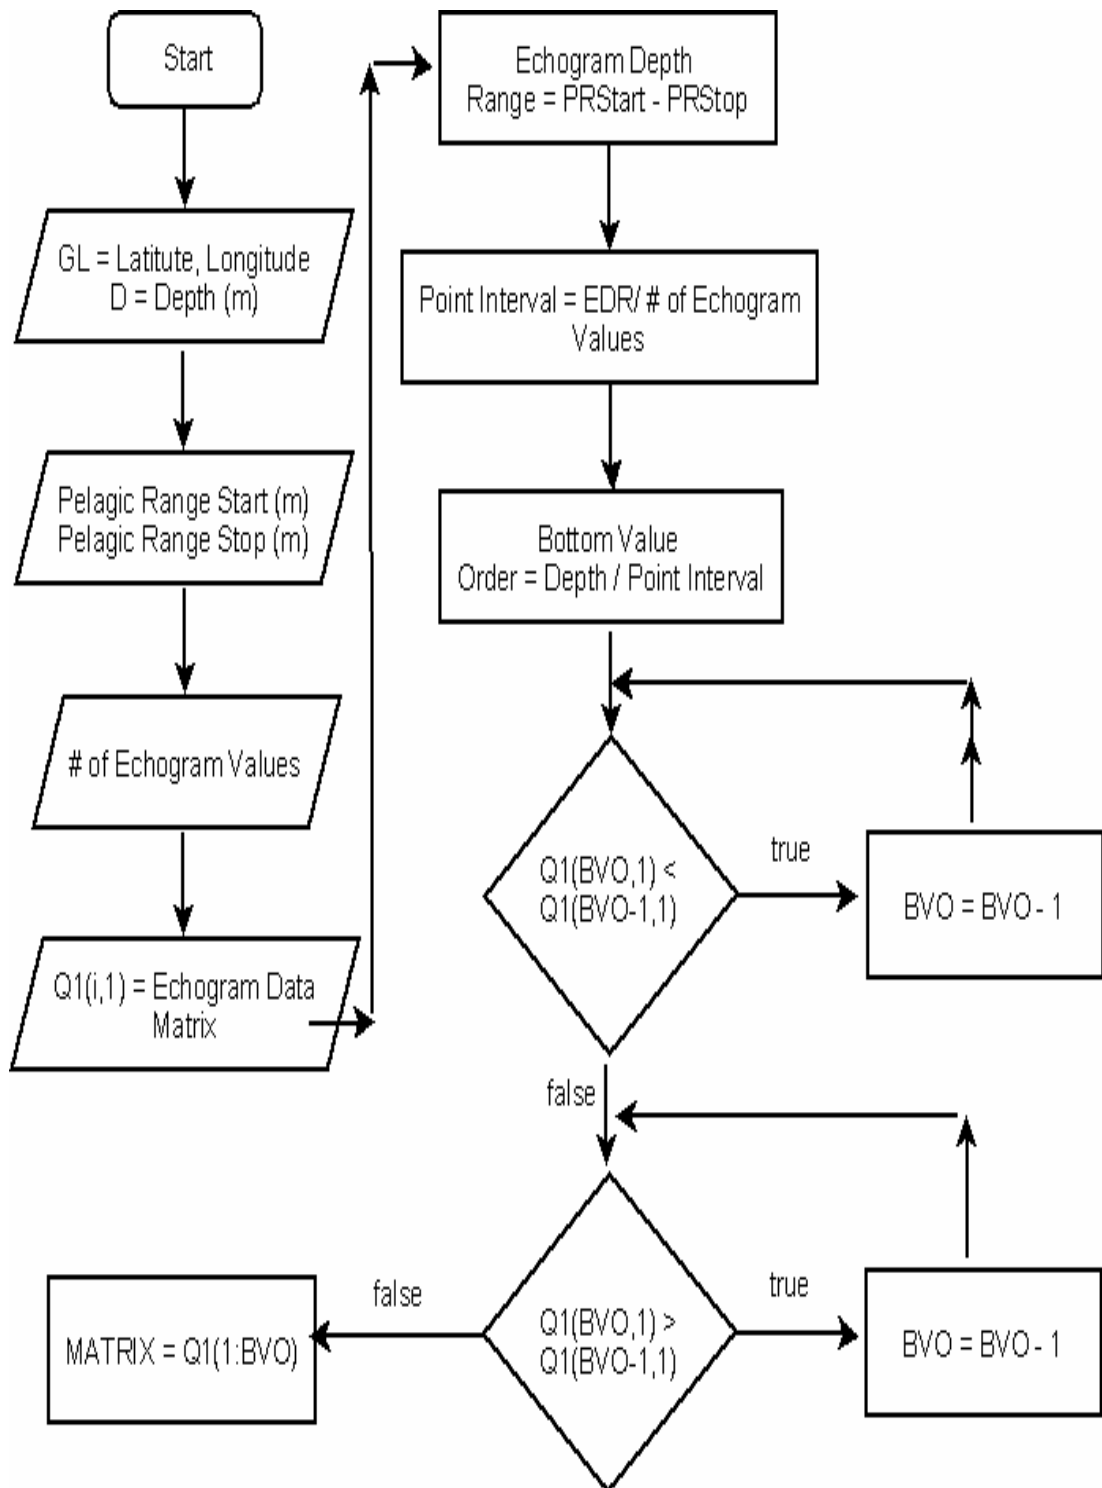 Start
GL = Latitute, Longitude
D = Depth (m)
Pelagic Range Start (m)
Pelagic Range Stop (m)
# of Echogram Values
Q1(i,1) = Echogram Data
Matrix
Echogram Depth
Range = PRStart - PRStop
Point Interval = EDR/ # of Echogram
Values
Bottom Value
Order = Depth / Point Interval
Q1(BVO,1) <
Q1(BVO-1,1)
true
BVO = BVO - 1
false
Q1(BVO,1) >
Q1(BVO-1,1)
true
BVO = BVO - 1
false
MATRIX = Q1(1:BVO)